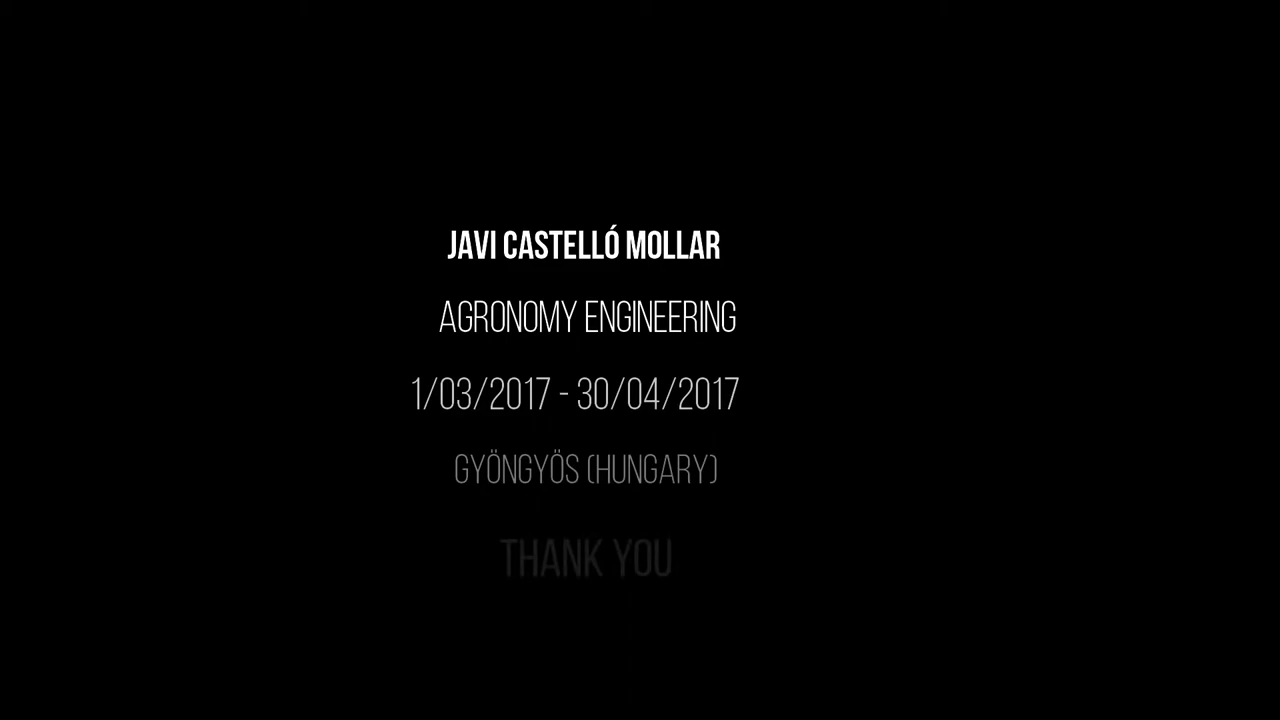 JAVI CASTELLÓ MOLLAR
AGRONOMY ENGINEERING
1/03/2017 - 30/04/2017
GYÖNGYÖS (HUNGARY)
THANK YOU